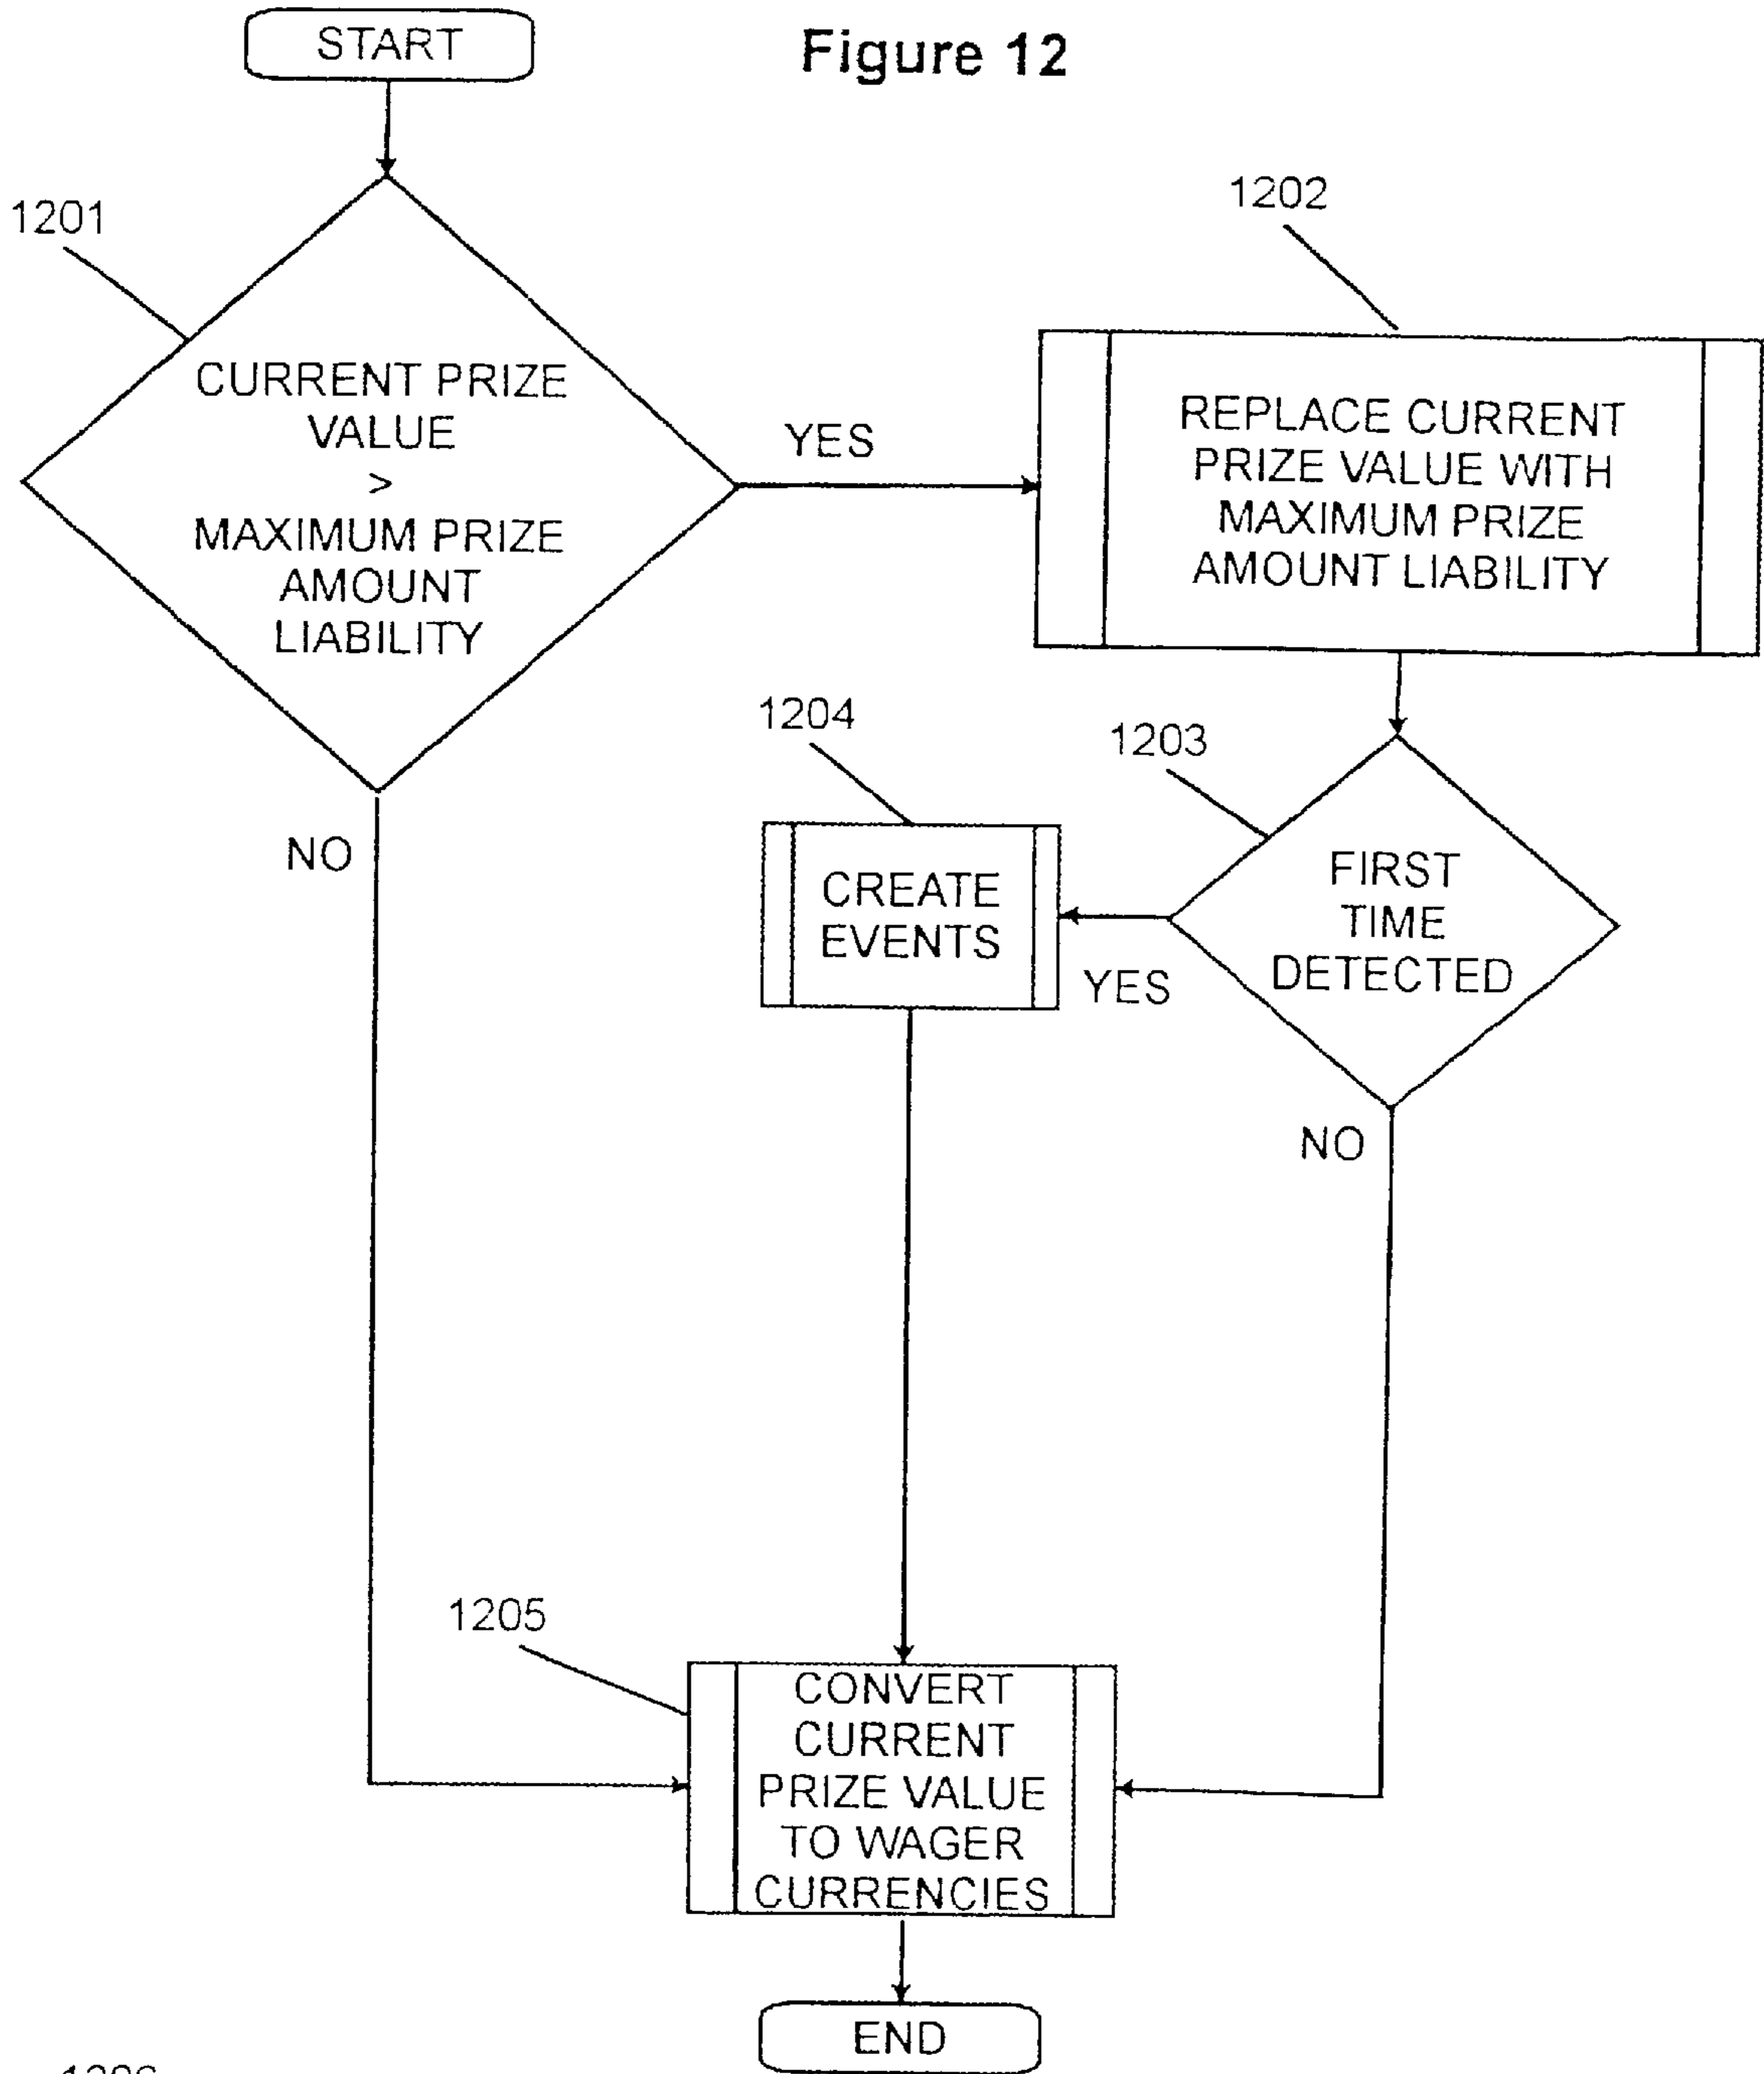 START
Figure 12
1201
CURRENT PRIZE
VALUE
>
MAXIMUM PRIZE
AMOUNT
LIABILITY
YES
NO
1202
REPLACE CURRENT
PRIZE VALUE WITH
MAXIMUM PRIZE
AMOUNT LIABILITY
1203
FIRST
TIME
DETECTED
YES
NO
1204
CREATE
EVENTS
1205
CONVERT
CURRENT
PRIZE VALUE
TO WAGER
CURRENCIES
END